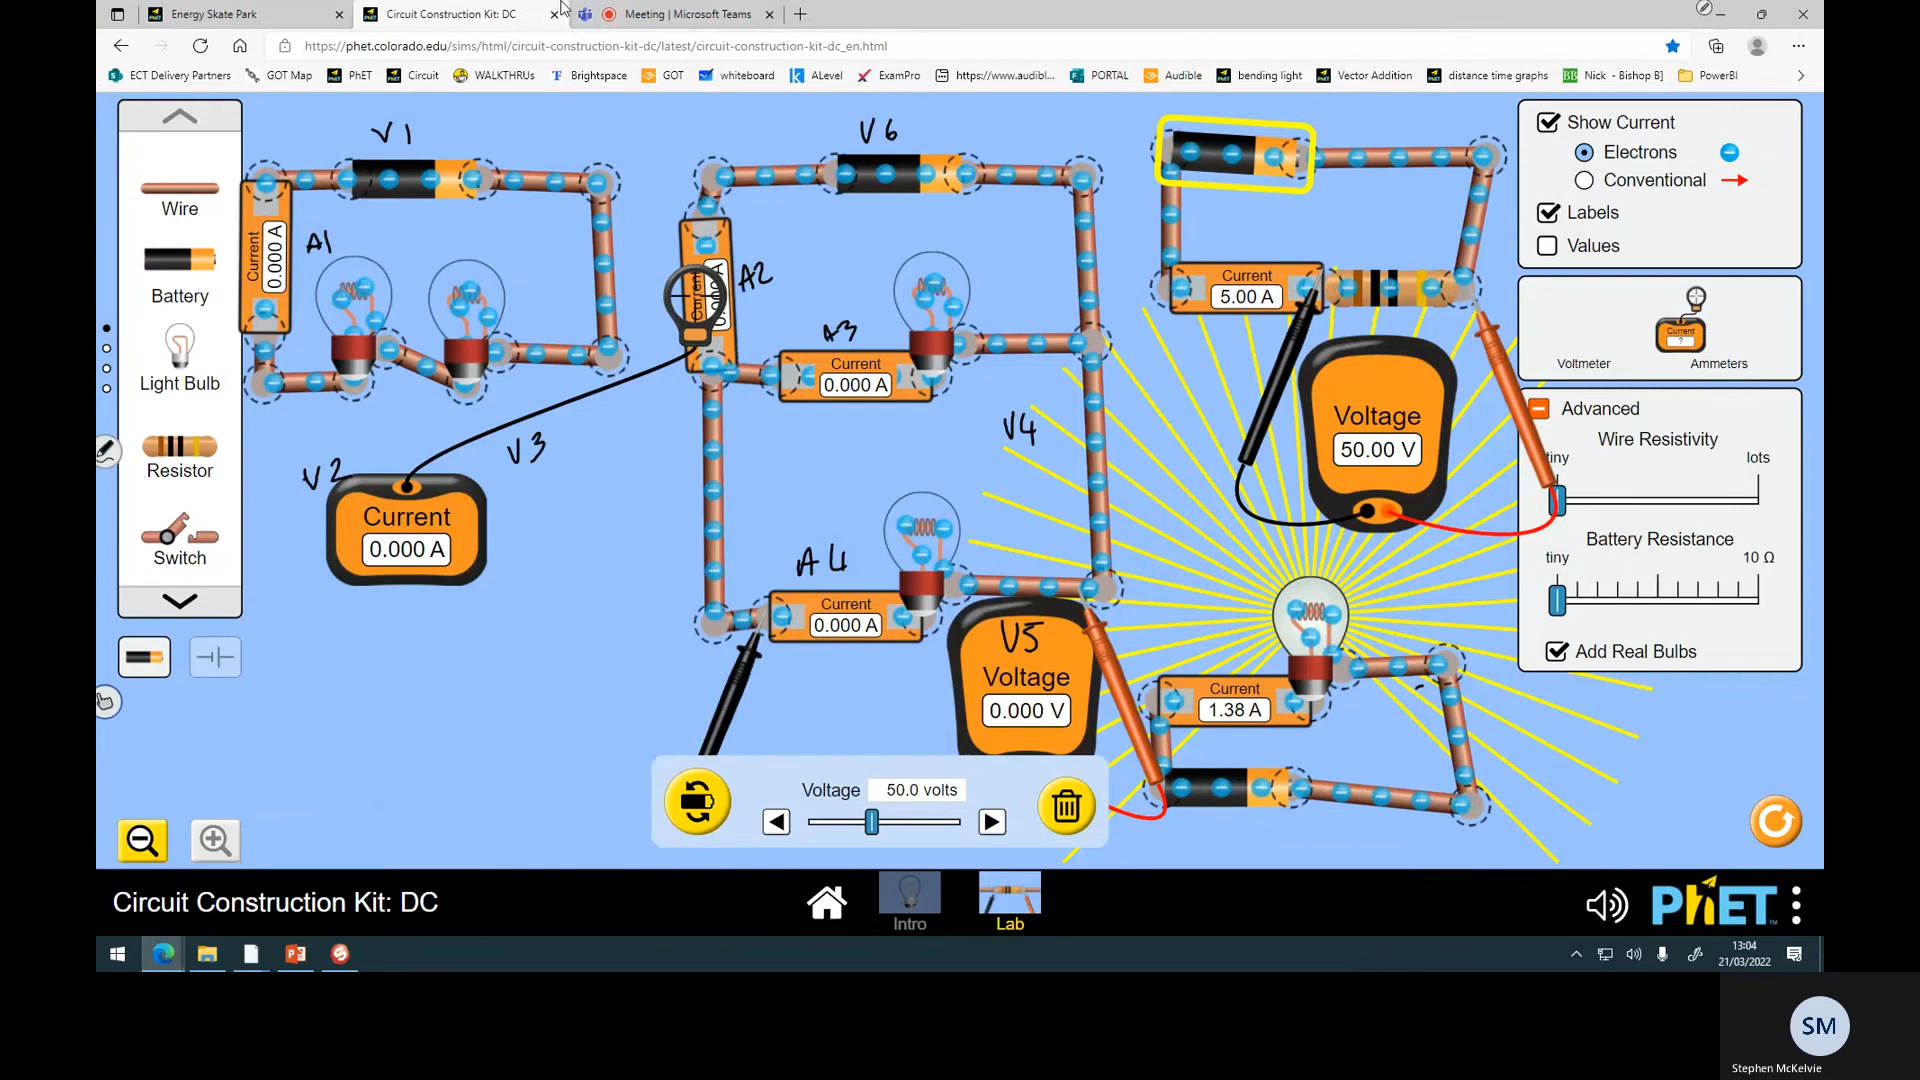 Energy Skate Park
Circuit Construction Kit: DC
Meeting | Microsoft Teams
https://phet.colorado.edu/sims/html/circuit-construction-kit-dc/latest/circuit-construction-kit-dc_en.html
ECT Delivery Partners
GOT Map
PhET
Circuit
WALKTHRUs
Brightspace
GOT
whiteboard
ALevel
ExamPro
https://www.audibl...
PORTAL
Audible
bending light
Vector Addition
distance time graphs
Nick - Bishop B]
PowerBI
Wire
Battery
Light Bulb
Resistor
Switch
V1
Current
0.000 A
A1
V2
V3
Current
0.000 A
V6
Current
A2
A3
Current
0.000 A
V4
A4
Current
0.000 A
V5
Voltage
0.000 V
Current
5.00 A
Voltage
50.00 V
Current
1.38 A
Show Current
Electrons
Conventional
Labels
Values
Current
?
Voltmeter
Ammeters
Advanced
Wire Resistivity
tiny
lots
Battery Resistance
tiny
10 Ω
Add Real Bulbs
Voltage
50.0 volts
Circuit Construction Kit: DC
Intro
Lab
PhET
13:04
21/03/2022
SM
Stephen McKelvie